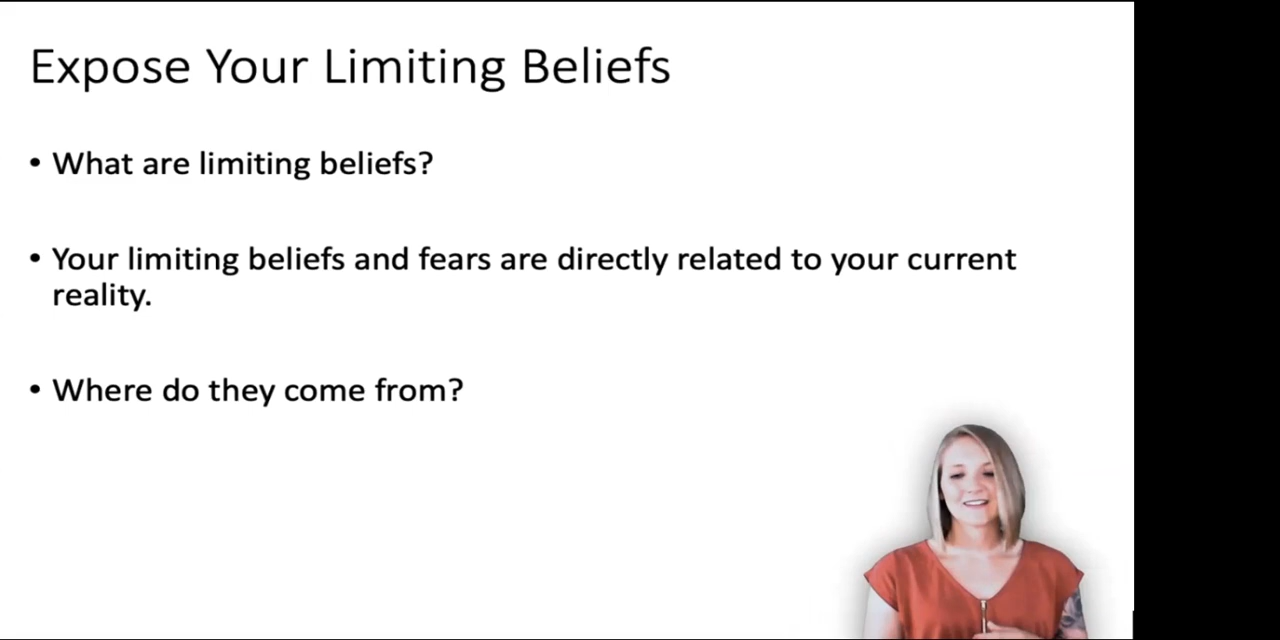 Expose Your Limiting Beliefs
• What are limiting beliefs?
• Your limiting beliefs and fears are directly related to your current
reality.
• Where do they come from?